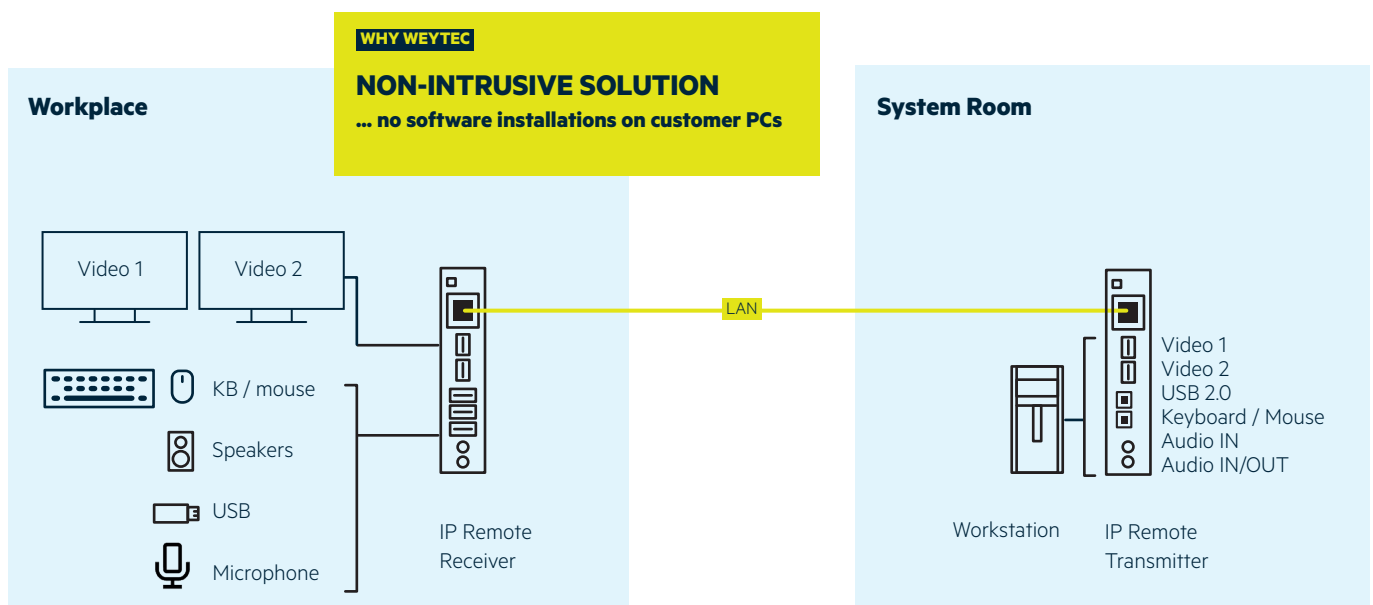 WHY WEYTEC
NON-INTRUSIVE SOLUTION
... no software installations on customer PCs
Workplace
System Room
Video 1
Video 2
LAN
KB / mouse
Speakers
USB
Microphone
IP Remote
Receiver
Video 1
Video 2
USB 2.0
Keyboard / Mouse
Audio IN
Audio IN/OUT
Workstation
IP Remote
Transmitter